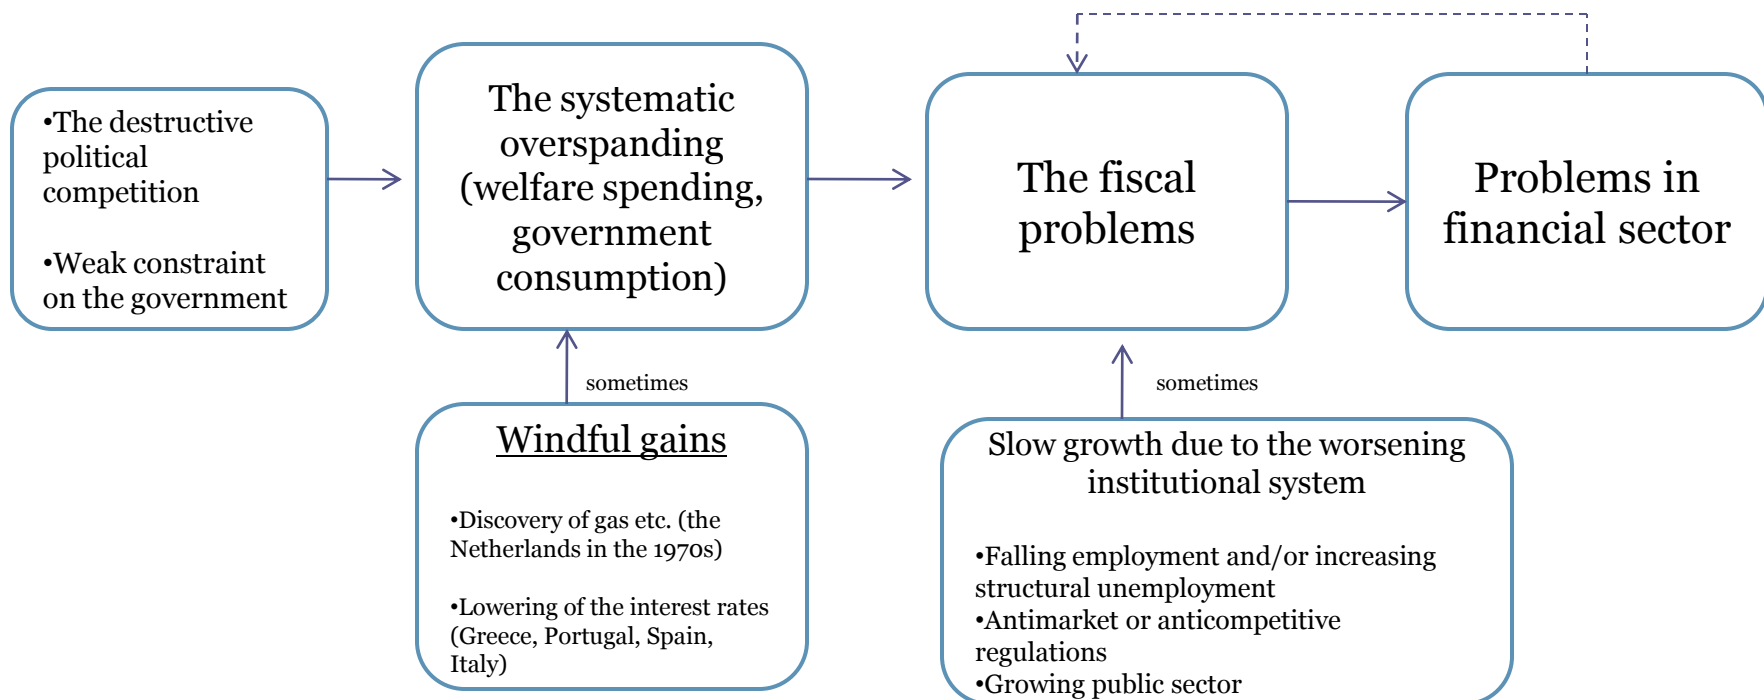 •The destructive
political
competition
•Weak constraint
on the government
The systematic
overspanding
(welfare spending,
government
consumption)
The fiscal
problems
Problems in
financial sector
sometimes
Windful gains
•Discovery of gas etc. (the
Netherlands in the 1970s)
•Lowering of the interest rates
(Greece, Portugal, Spain,
Italy)
sometimes
Slow growth due to the worsening
institutional system
•Falling employment and/or increasing
structural unemployment
•Antimarket or anticompetitive
regulations
•Growing public sector